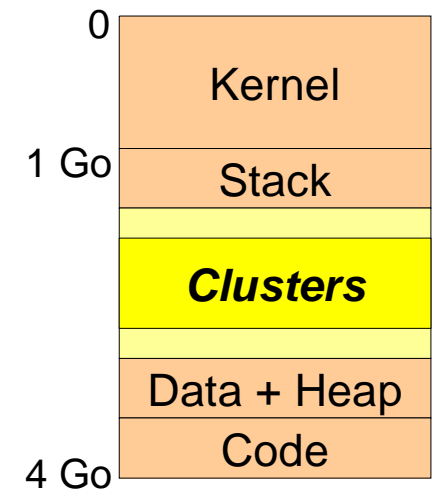 0
Kernel
1 Go
Stack
Clusters
Data + Heap
Code
4 Go